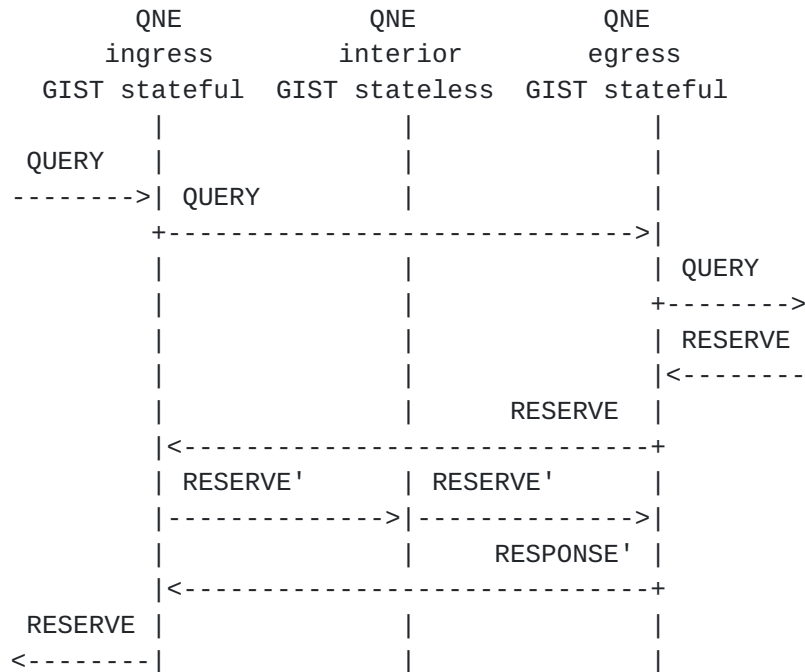 QNE QNE QNE
ingress interior egress
GIST stateful GIST stateless GIST stateful
QUERY
QUERY
QUERY
RESERVE
RESERVE
RESERVE' RESERVE'
RESPONSE'
RESERVE